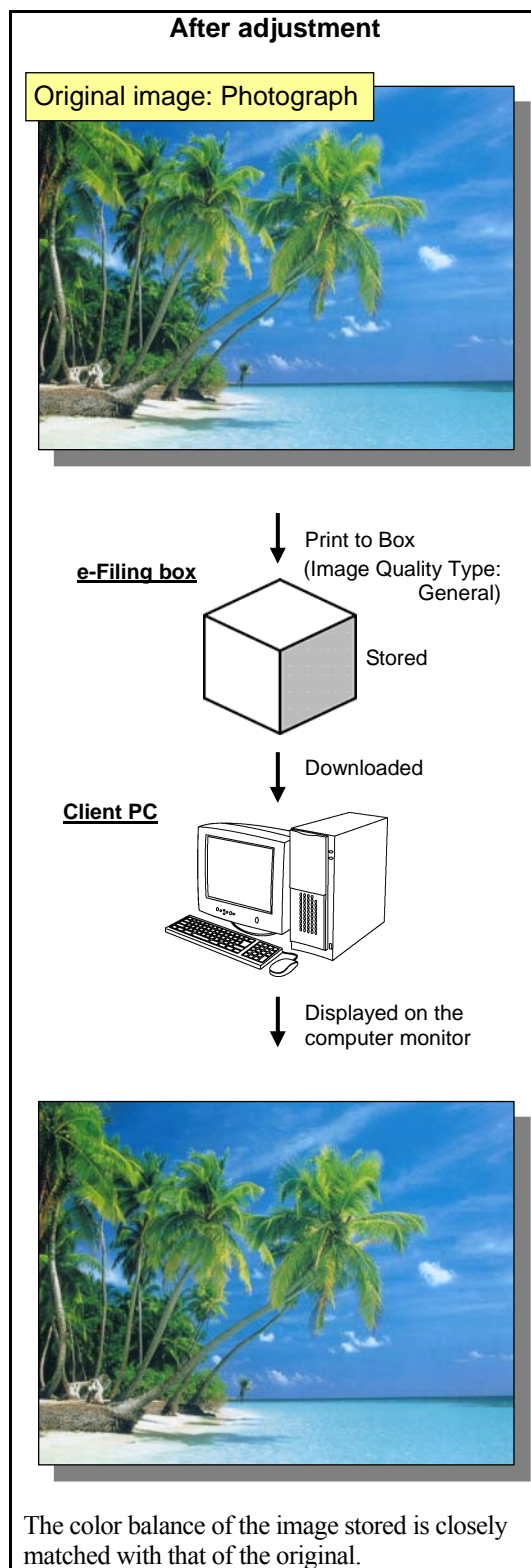 After adjustment
Original image: Photograph
Print to Box
(Image Quality Type:
General)
e-Filing box
Stored
Downloaded
Client PC
Displayed on the
computer monitor
The color balance of the image stored is closely
matched with that of the original.